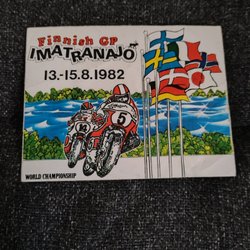 Finnish GP
IMATRANAJO
13.-15.8.1982
5
WORLD CHAMPIONSHIP